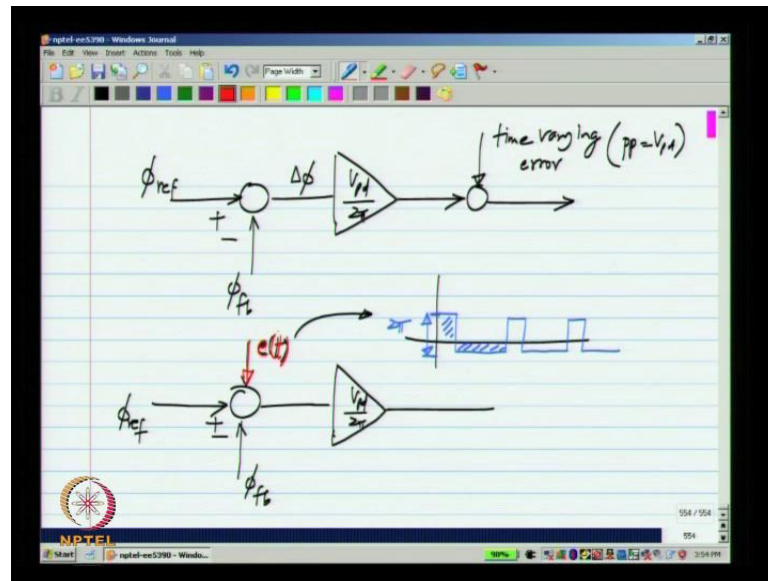 nptel-ee5390 - Windows Journal
File Edit View Insert Actions Tools Help
Page Width
B I
time varying (pp=Vpd)
error
ϕref
Δϕ
Vpd
2π
+
−
ϕfb
e(t)
2π
ϕref
Vpd
2π
+
−
ϕfb
NPTEL
554 / 554
554
Start
nptel-ee5390 - Windo...
90%
3:54 PM